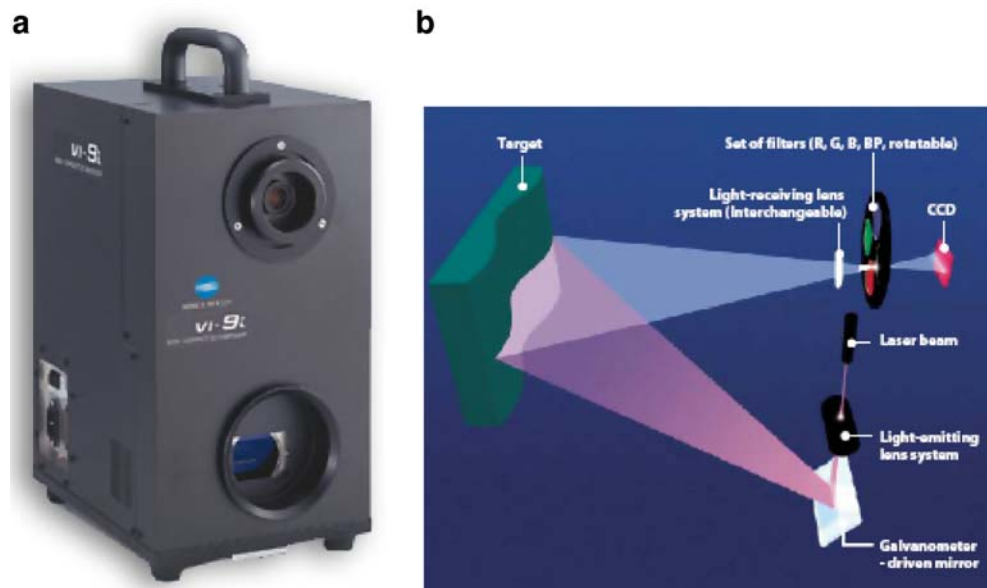 a
b
VI-9i
VI-9i
Target
Set of filters (R, G, B, BP, rotatable)
Light-receiving lens
system (Interchangeable)
CCD
Laser beam
Light-emitting
lens system
Galvanometer
- driven mirror